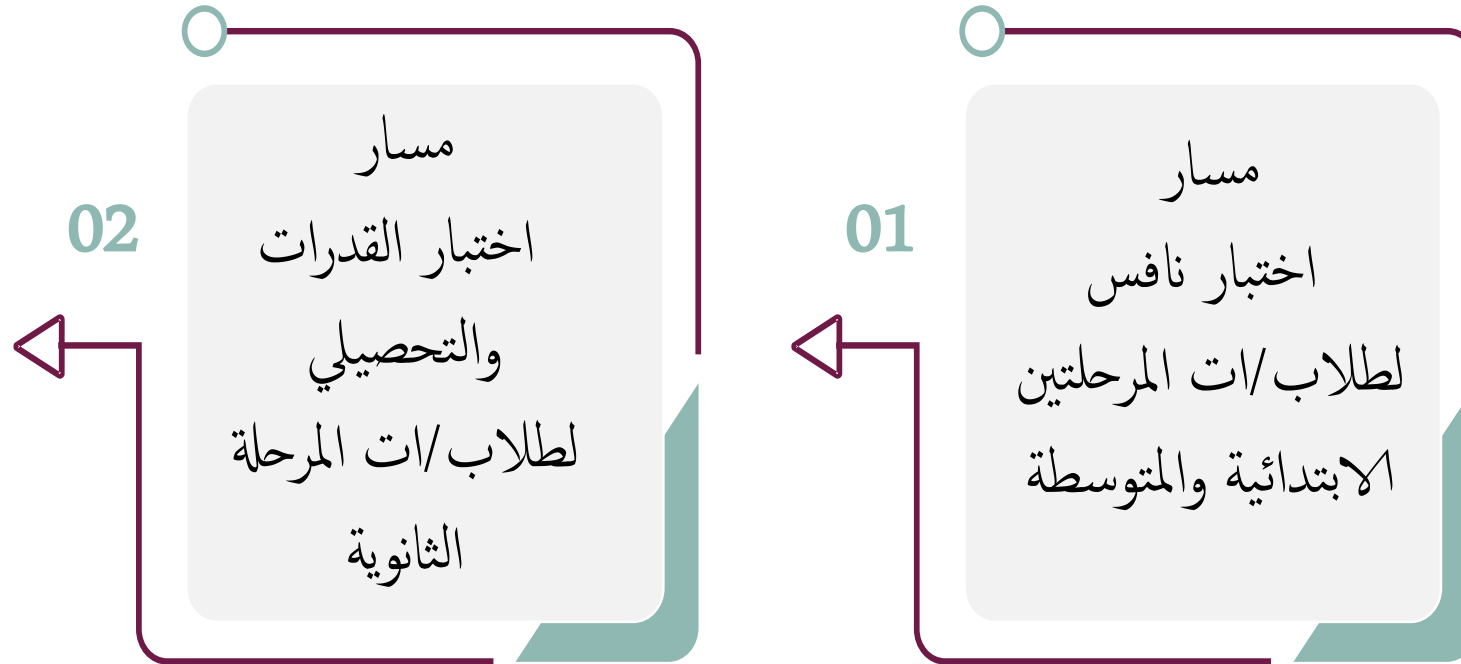 01
مسار
اختبار نافس
لطلاب/ات المرحلتين
الابتدائية والمتوسطة
02
مسار
اختبار القدرات
والتحصيلي
لطلاب/ات المرحلة
الثانوية